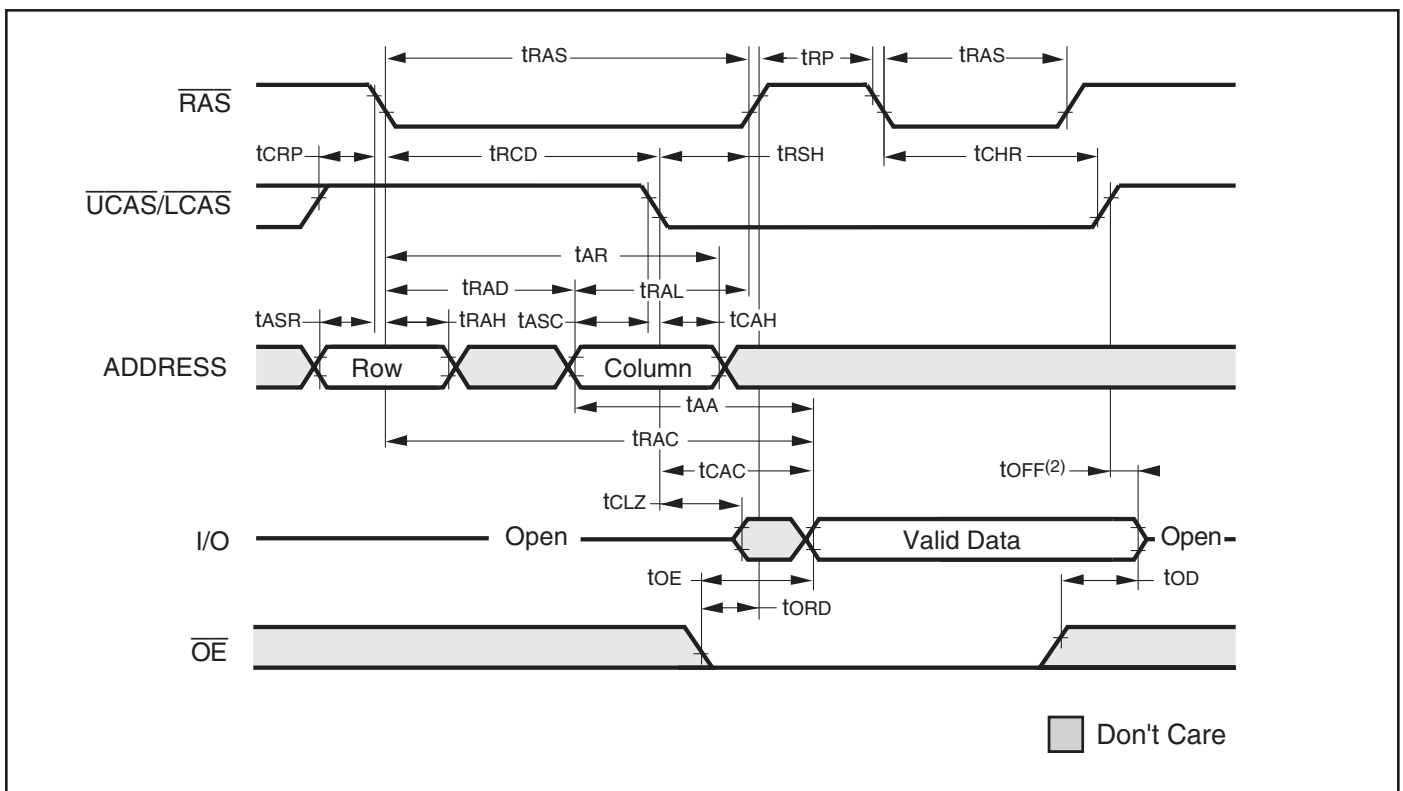 tRAS tRP tRAS
RAS
tCRP tRCD tRSH tCHR
UCAS/LCAS
tAR
tRAD tRAL
tASR tRAH tASC tCAH
ADDRESS Row Column
tAA
tRAC
tCAC tOFF(2)
tCLZ
I/O Open Valid Data Open
tOE tOD
tORD
OE
Don't Care